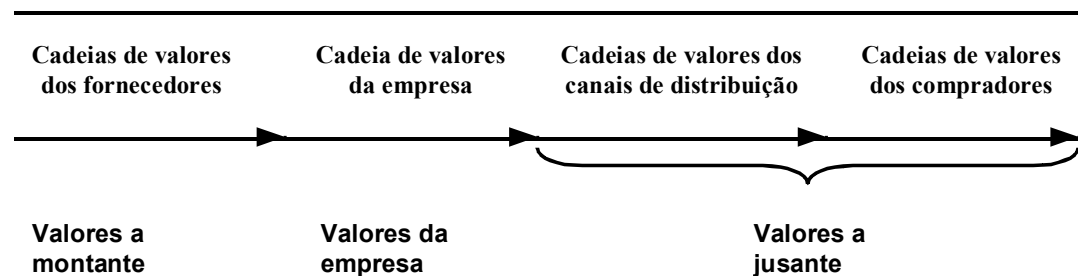 Cadeias de valores
dos fornecedores
Cadeia de valores
da empresa
Cadeias de valores dos
canais de distribuição
Cadeias de valores
dos compradores
Valores a
montante
Valores da
empresa
Valores a
jusante